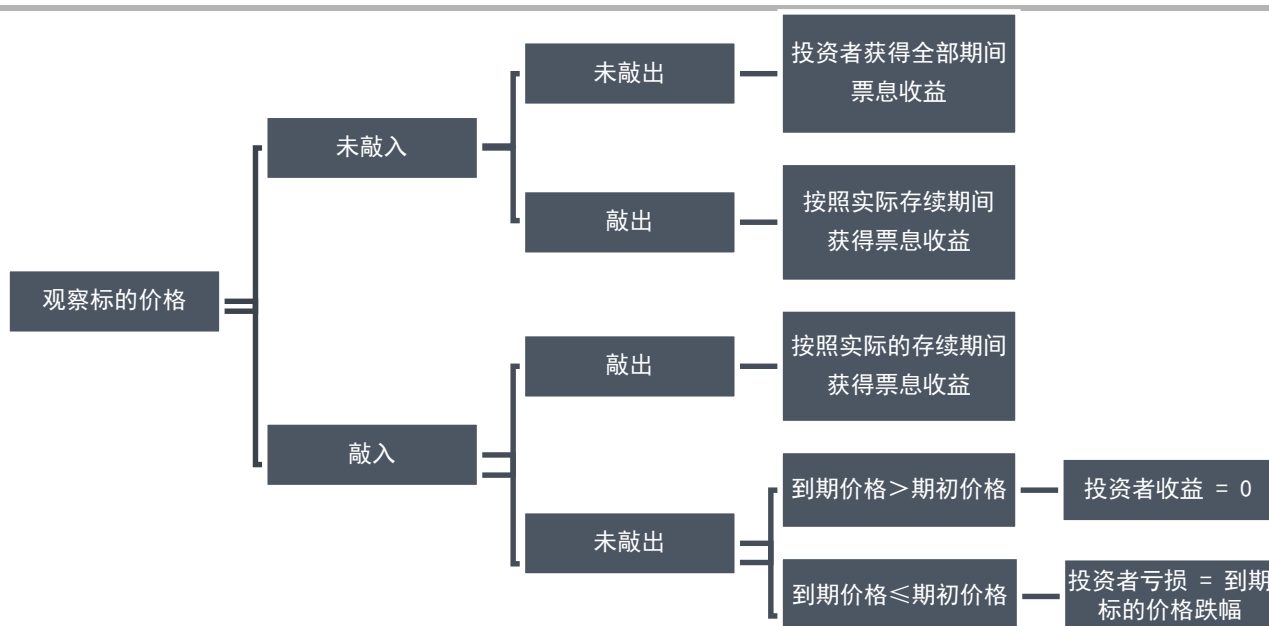 未敲出
投资者获得全部期间
票息收益
未敲入
敲出
按照实际存续期间
获得票息收益
观察标的价格
敲出
按照实际的存续期间
获得票息收益
敲入
到期价格＞期初价格
投资者收益 = 0
未敲出
到期价格≤期初价格
投资者亏损 = 到期
标的价格跌幅